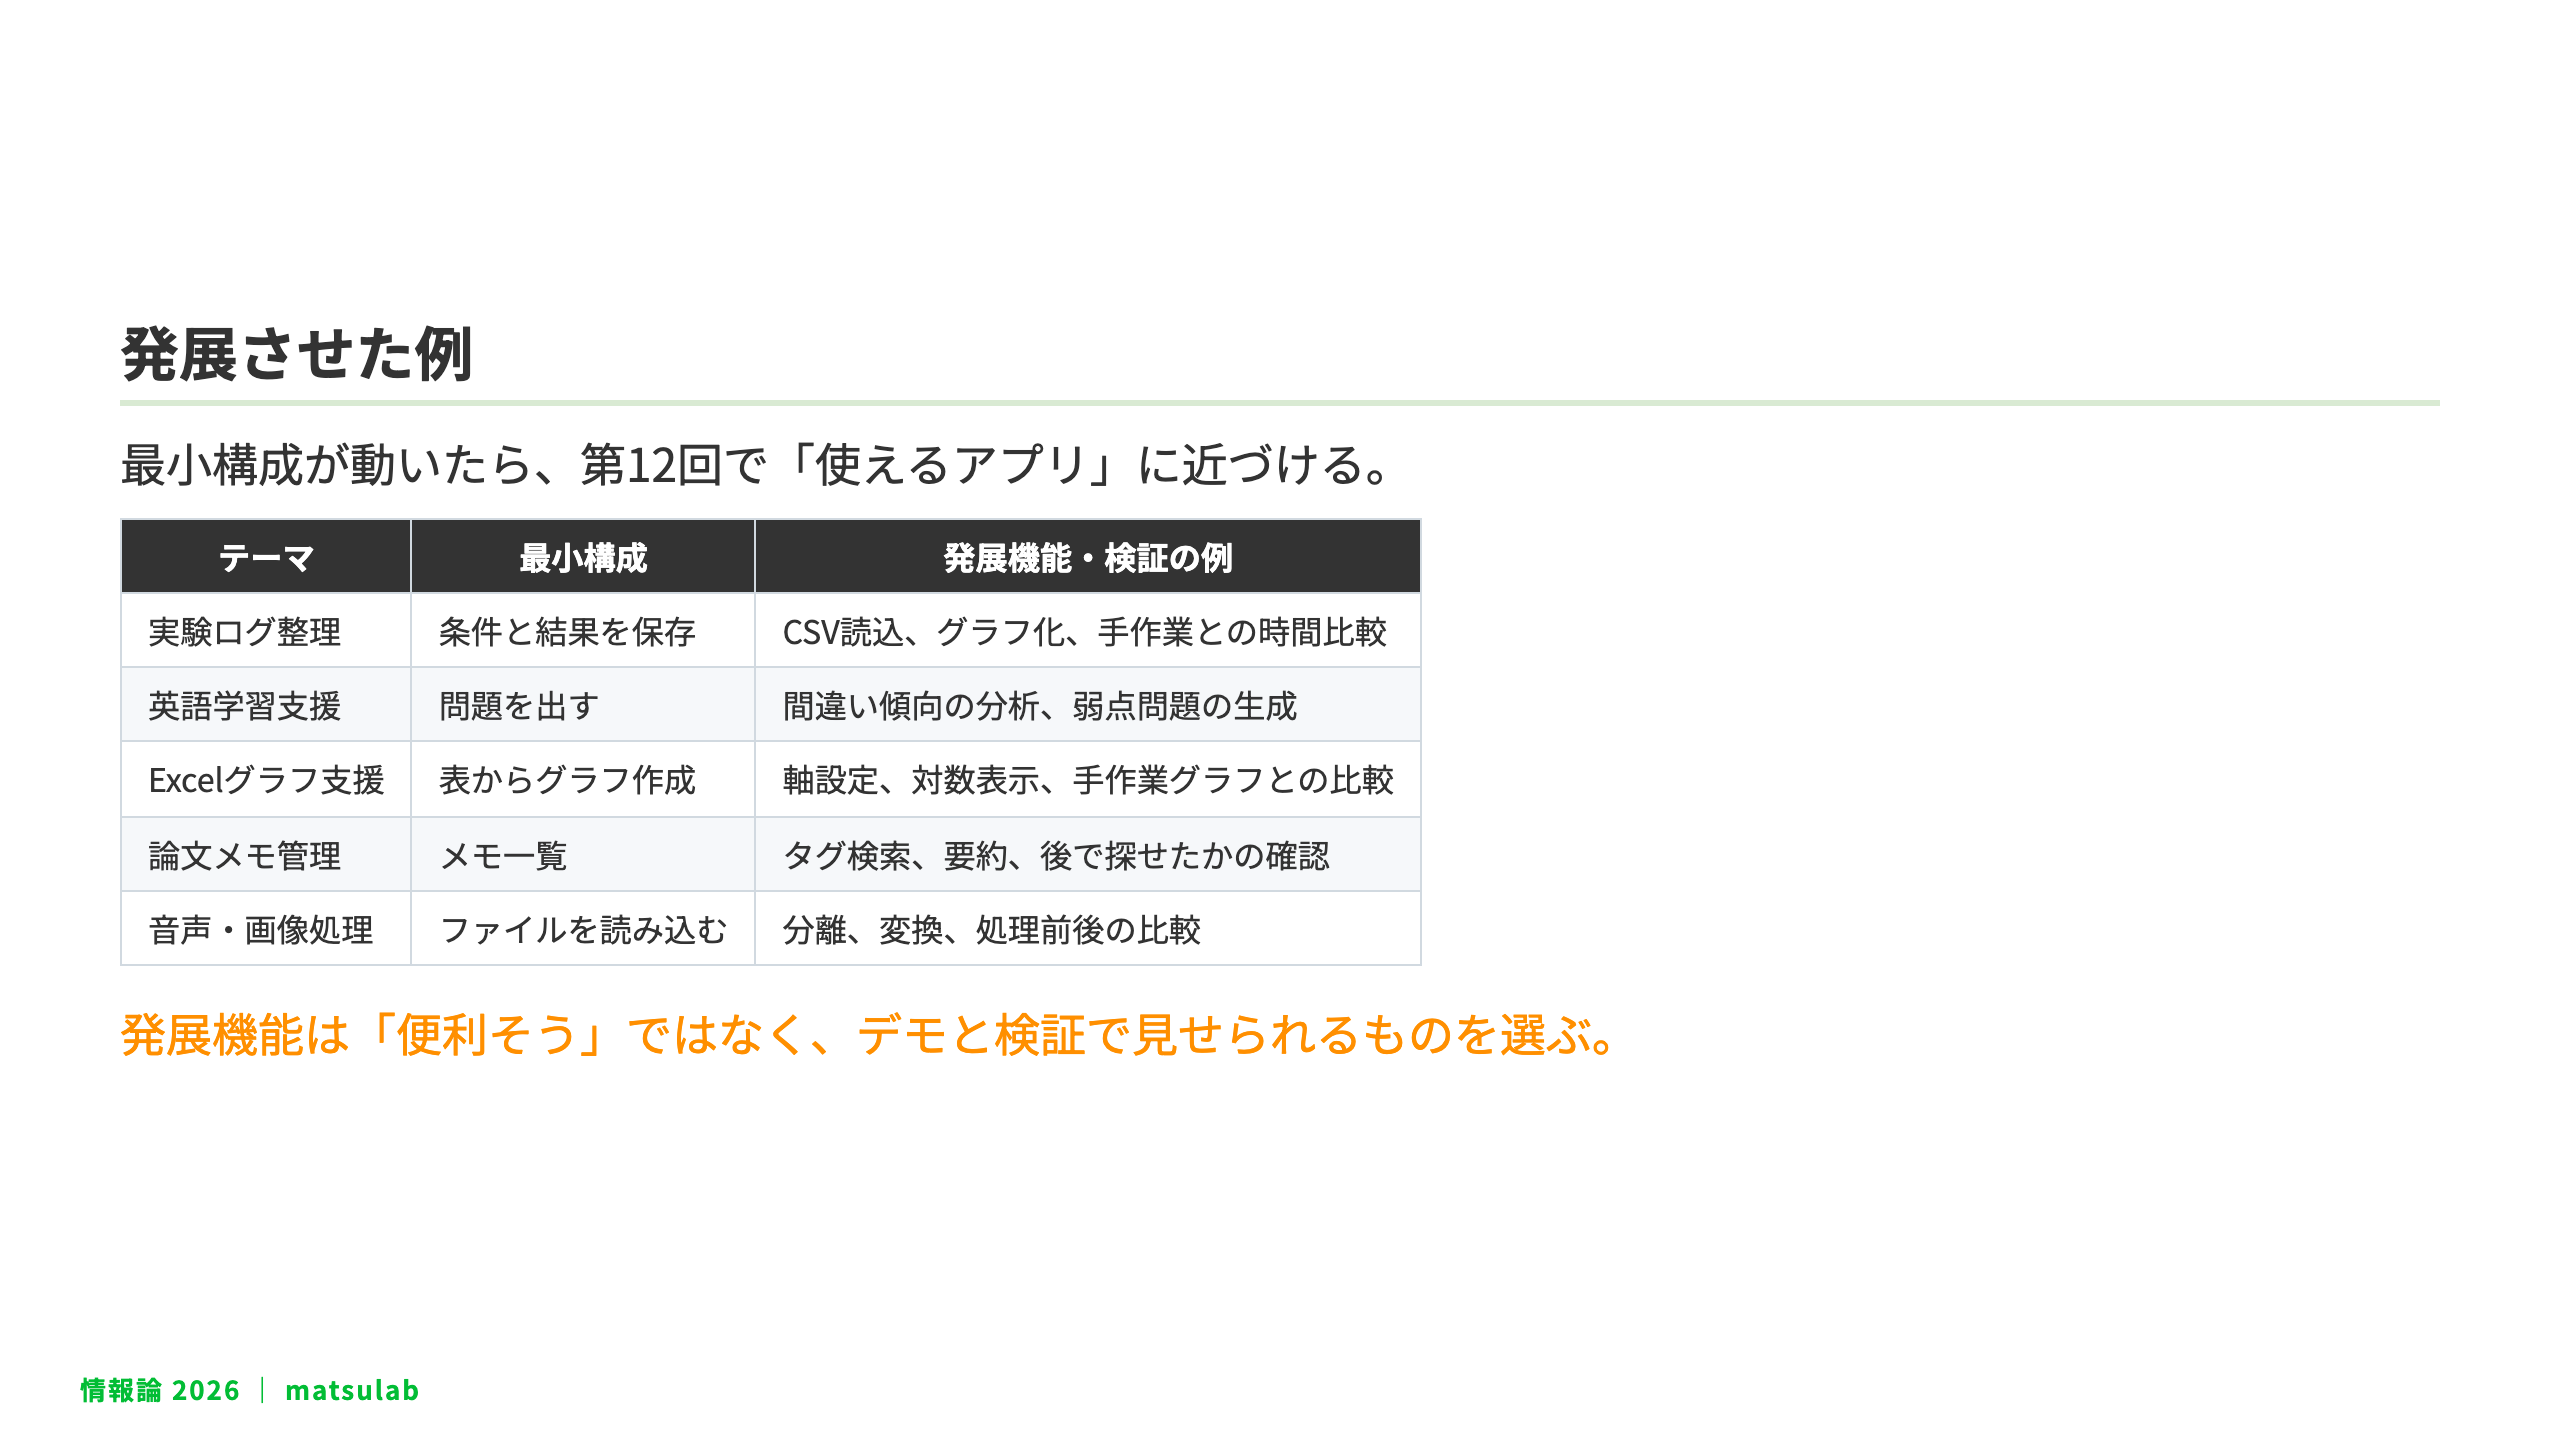 発展させた例
最小構成が動いたら、第12回で「使えるアプリ」に近づける。
テーマ 最小構成 発展機能・検証の例
実験ログ整理 条件と結果を保存 CSV読込、グラフ化、手作業との時間比較
英語学習支援 問題を出す 間違い傾向の分析、弱点問題の生成
Excelグラフ支援 表からグラフ作成 軸設定、対数表示、手作業グラフとの比較
論文メモ管理 メモ一覧 タグ検索、要約、後で探せたかの確認
音声・画像処理 ファイルを読み込む 分離、変換、処理前後の比較
発展機能は「便利そう」ではなく、デモと検証で見せられるものを選ぶ。
情報論 2026 ｜ matsulab